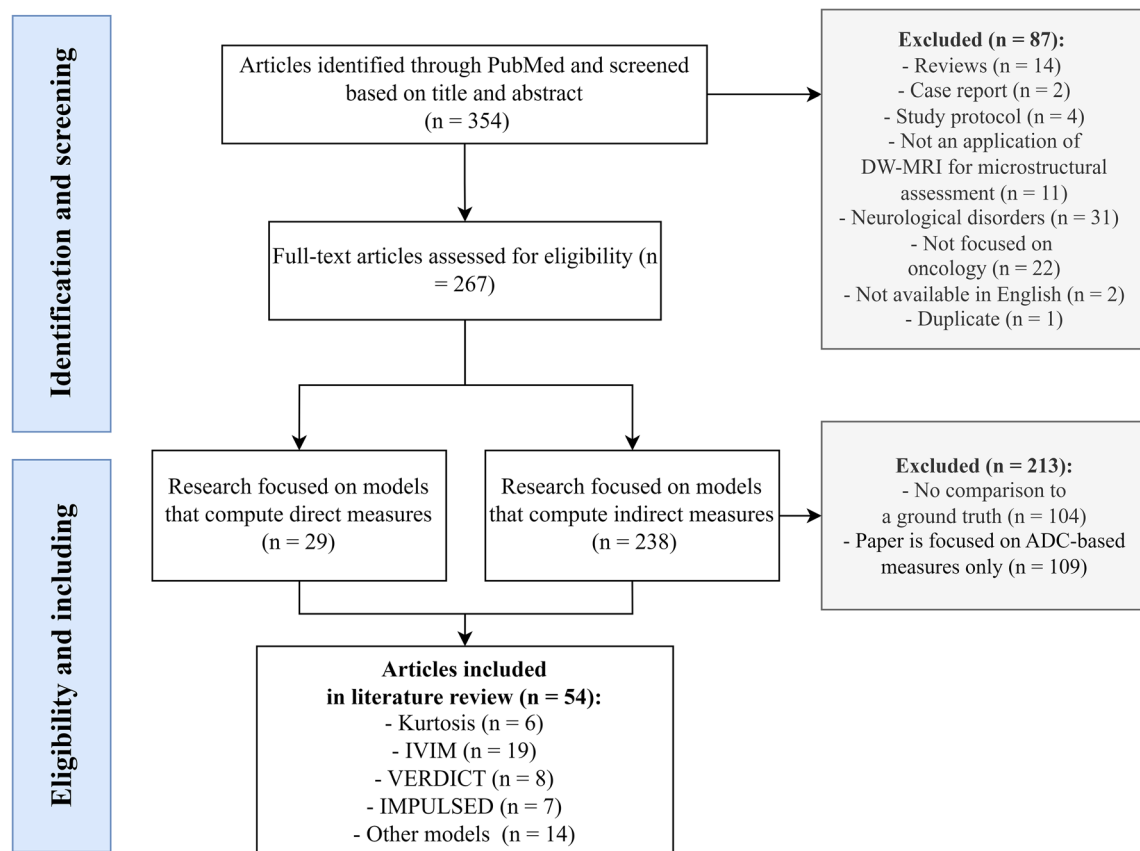 Identification and screening
Articles identified through PubMed and screened
based on title and abstract
(n = 354)
Excluded (n = 87):
- Reviews (n = 14)
- Case report (n = 2)
- Study protocol (n = 4)
- Not an application of
DW-MRI for microstructural
assessment (n = 11)
- Neurological disorders (n = 31)
- Not focused on
oncology (n = 22)
- Not available in English (n = 2)
- Duplicate (n = 1)
Full-text articles assessed for eligibility (n
= 267)
Eligibility and including
Research focused on models
that compute direct measures
(n = 29)
Research focused on models
that compute indirect measures
(n = 238)
Excluded (n = 213):
- No comparison to
a ground truth (n = 104)
- Paper is focused on ADC-based
measures only (n = 109)
Articles included
in literature review (n = 54):
- Kurtosis (n = 6)
- IVIM (n = 19)
- VERDICT (n = 8)
- IMPULSED (n = 7)
- Other models  (n = 14)